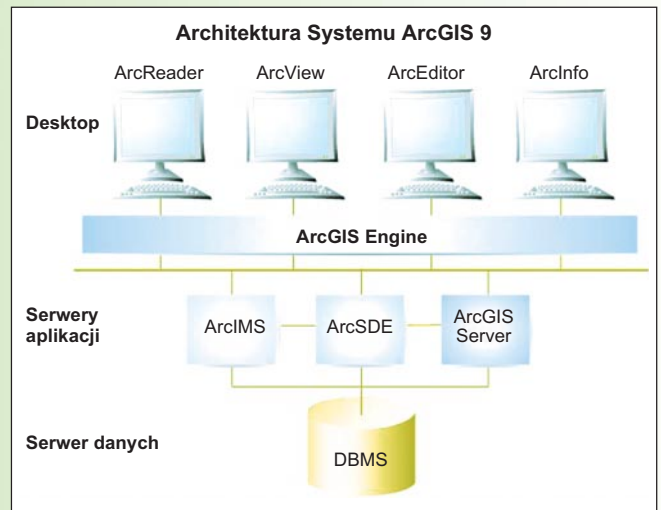 Architektura Systemu ArcGIS 9
ArcReader
ArcView
ArcEditor
ArcInfo
Desktop
ArcGIS Engine
Serwery
aplikacji
ArcIMS
ArcSDE
ArcGIS
Server
Serwer danych
DBMS